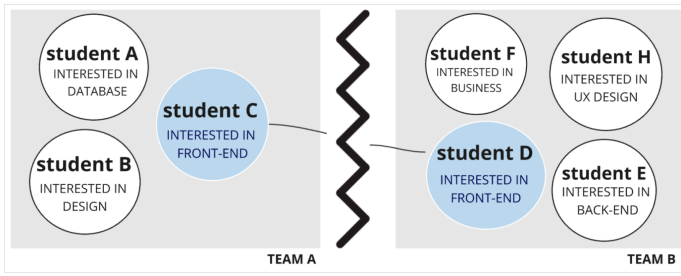 student A
INTERESTED IN
DATABASE
student B
INTERESTED IN
DESIGN
student C
INTERESTED IN
FRONT-END
TEAM A
student F
INTERESTED IN
BUSINESS
student H
INTERESTED IN
UX DESIGN
student D
INTERESTED IN
FRONT-END
student E
INTERESTED IN
BACK-END
TEAM B